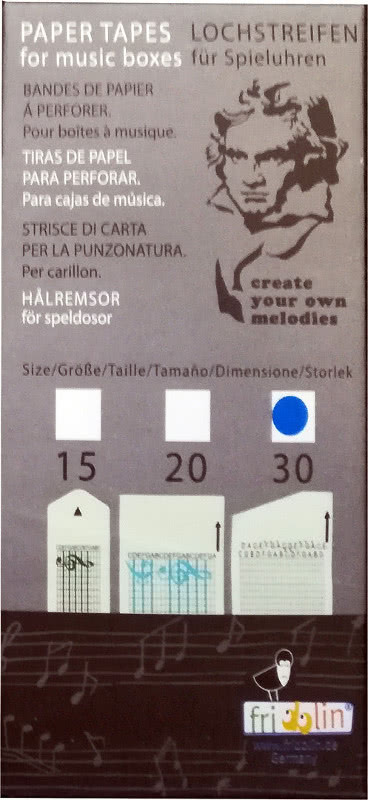 PAPER TAPES
for music boxes
LOCHSTREIFEN
für Spieluhren
BANDES DE PAPIER
Á PERFORER.
Pour boîtes à musique.
TIRAS DE PAPEL
PARA PERFORAR.
Para cajas de música.
STRISCE DI CARTA
PER LA PUNZONATURA.
Per carillon.
HÅLREMSOR
för speldosor
create
your own
melodies
Size/Größe/Taille/Tamaño/Dimensione/Storlek
15
20
30
CDEFGABCDEFGABCDEFGA
fridolin®
www.fridolin.de
Germany